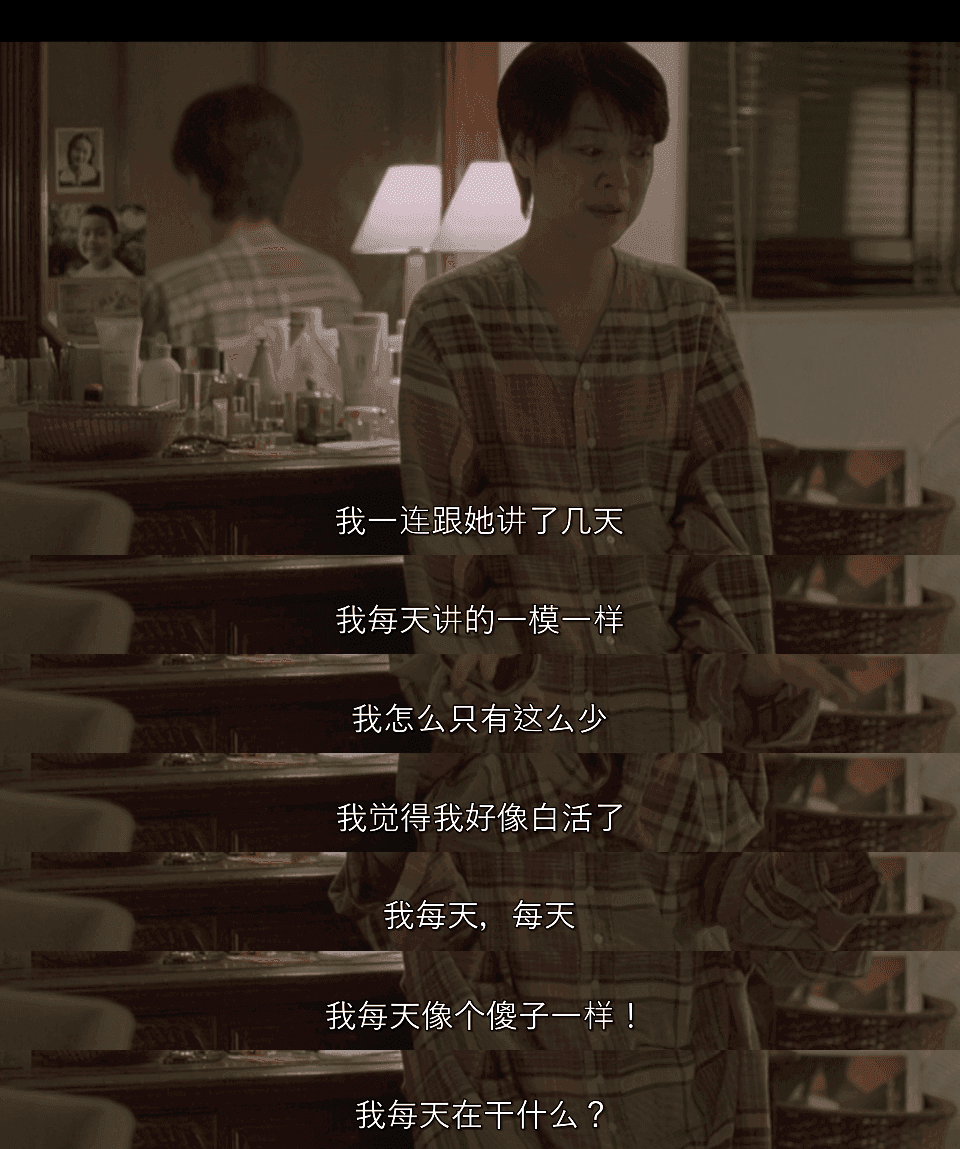 我一连跟她讲了几天
我每天讲的一模一样
我怎么只有这么少
我觉得我好像白活了
我每天，每天
我每天像个傻子一样！
我每天在干什么？